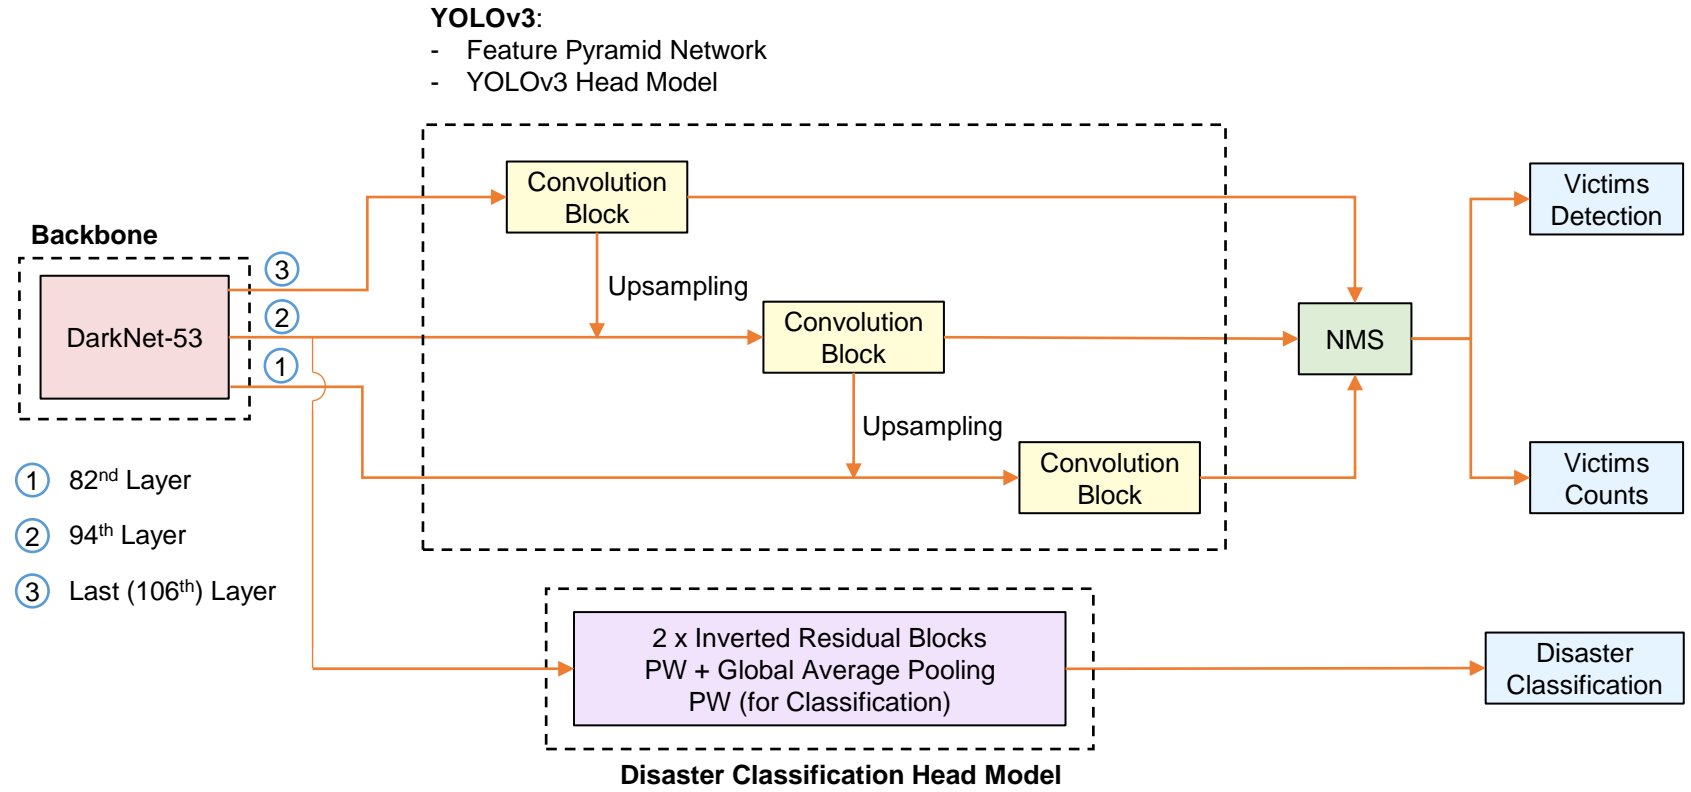 YOLOv3:
- Feature Pyramid Network
- YOLOv3 Head Model
Backbone
DarkNet-53
3
2
1
Convolution
Block
Upsampling
Convolution
Block
Upsampling
Convolution
Block
NMS
Victims
Detection
Victims
Counts
1 82nd Layer
2 94th Layer
3 Last (106th) Layer
2 x Inverted Residual Blocks
PW + Global Average Pooling
PW (for Classification)
Disaster
Classification
Disaster Classification Head Model